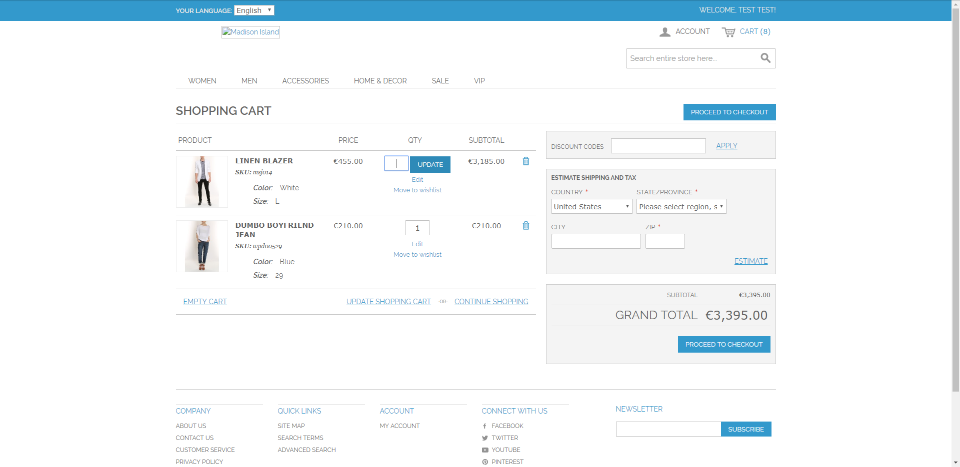 YOUR LANGUAGE: English
WELCOME, TEST TEST!
Madison Island
ACCOUNT CART (8)
Search entire store here...
WOMEN MEN ACCESSORIES HOME & DECOR SALE VIP
SHOPPING CART
PROCEED TO CHECKOUT
PRODUCT PRICE QTY SUBTOTAL
LINEN BLAZER €455.00 UPDATE €3,185.00
SKU: msj014
Edit
Move to wishlist
Color: White
Size: L
DUMBO BOYFRIEND JEAN €210.00 1 €210.00
SKU: wpd00529
Edit
Move to wishlist
Color: Blue
Size: 29
EMPTY CART UPDATE SHOPPING CART -or- CONTINUE SHOPPING
DISCOUNT CODES APPLY
ESTIMATE SHIPPING AND TAX
COUNTRY * STATE/PROVINCE *
United States Please select region, s
CITY ZIP *
ESTIMATE
SUBTOTAL €3,395.00
GRAND TOTAL €3,395.00
PROCEED TO CHECKOUT
COMPANY
ABOUT US
CONTACT US
CUSTOMER SERVICE
PRIVACY POLICY
QUICK LINKS
SITE MAP
SEARCH TERMS
ADVANCED SEARCH
ACCOUNT
MY ACCOUNT
CONNECT WITH US
FACEBOOK
TWITTER
YOUTUBE
PINTEREST
NEWSLETTER
SUBSCRIBE